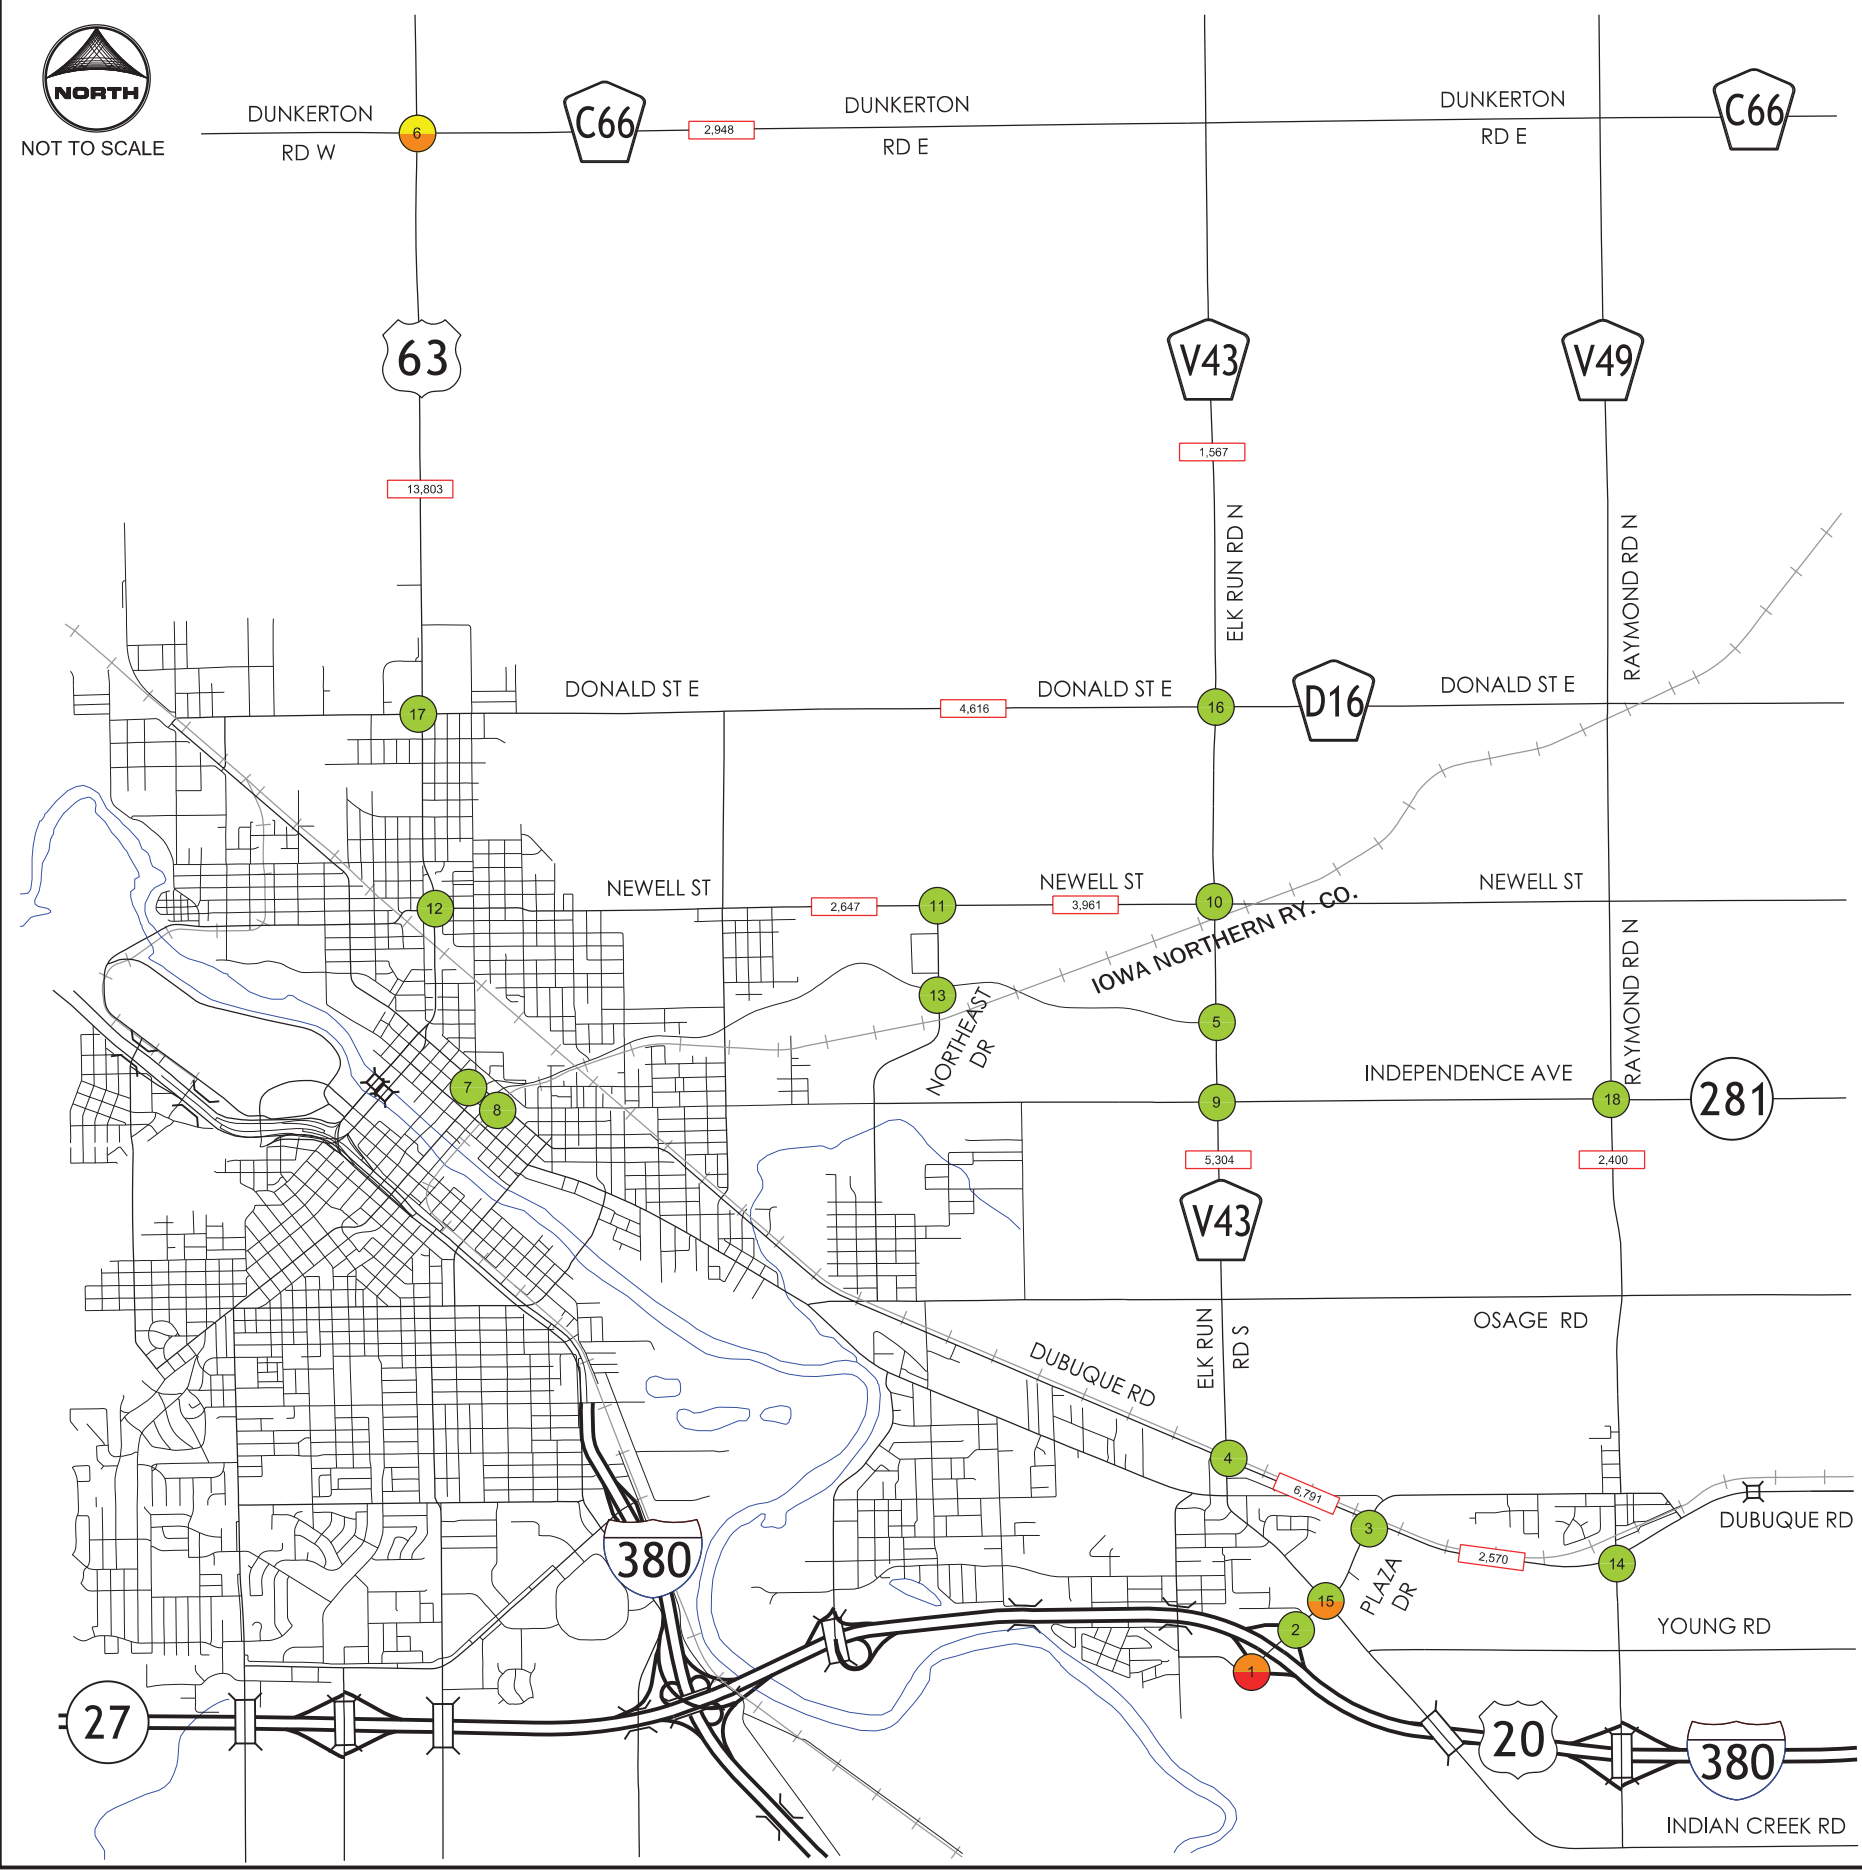 NORTH
NOT TO SCALE
DUNKERTON
RD W
6
C66
2,948
DUNKERTON
RD E
DUNKERTON
RD E
C66
63
V43
V49
13,803
1,567
ELK RUN RD N
RAYMOND RD N
17
DONALD ST E
4,616
DONALD ST E
16
D16
DONALD ST E
12
NEWELL ST
2,647
11
NEWELL ST
3,961
10
NEWELL ST
IOWA NORTHERN RY. CO.
RAYMOND RD N
13
NORTHEAST
DR
5
7
8
9
INDEPENDENCE AVE
18
281
5,304
2,400
V43
ELK RUN
RD S
OSAGE RD
DUBUQUE RD
4
6,791
3
2,570
14
DUBUQUE RD
PLAZA
DR
380
15
2
1
YOUNG RD
27
20
380
INDIAN CREEK RD